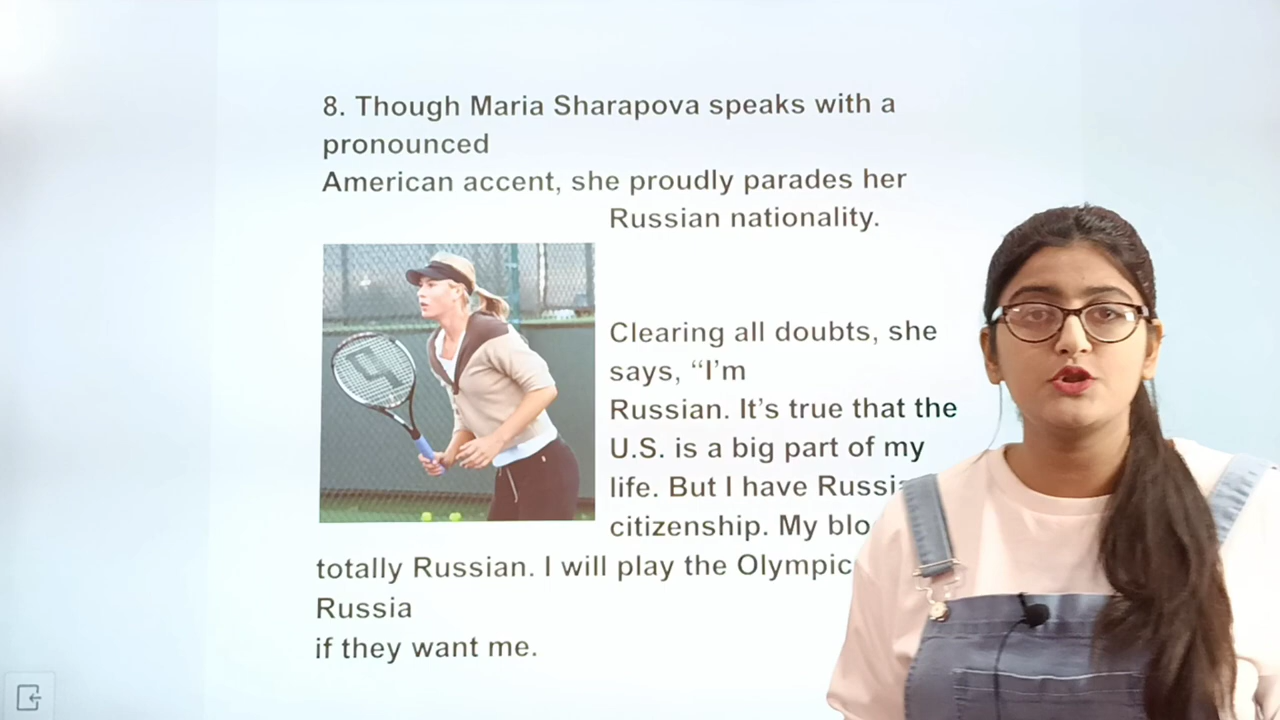 8. Though Maria Sharapova speaks with a
pronounced
American accent, she proudly parades her
Russian nationality.
Clearing all doubts, she
says, “I’m
Russian. It’s true that the
U.S. is a big part of my
life. But I have
citizenship. My
totally Russian. I will play the
Russia
if they want me.